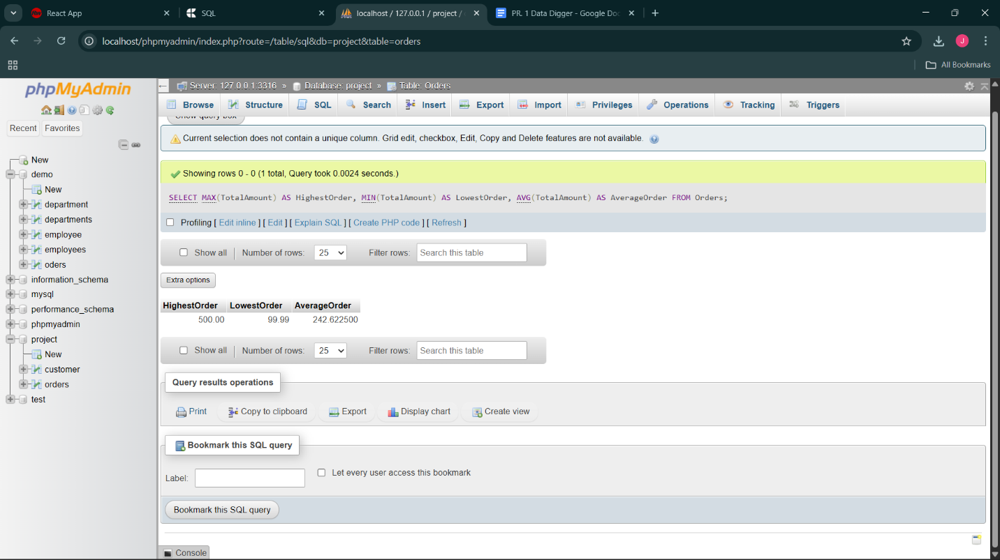 React App
SQL
localhost / 127.0.0.1 / project /
PR. 1 Data Digger - Google Doc
localhost/phpmyadmin/index.php?route=/table/sql&db=project&table=orders
J
All Bookmarks
phpMyAdmin
Recent Favorites
New
demo
New
department
departments
employee
employees
oders
information_schema
mysql
performance_schema
phpmyadmin
project
New
customer
orders
test
Server: 127.0.0.1:3316 » Database: project » Table: Orders
Browse Structure SQL Search Insert Export Import Privileges Operations Tracking Triggers
Show query box
Current selection does not contain a unique column. Grid edit, checkbox, Edit, Copy and Delete features are not available.
Showing rows 0 - 0 (1 total, Query took 0.0024 seconds.)
SELECT MAX(TotalAmount) AS HighestOrder, MIN(TotalAmount) AS LowestOrder, AVG(TotalAmount) AS AverageOrder FROM Orders;
Profiling [ Edit inline ] [ Edit ] [ Explain SQL ] [ Create PHP code ] [ Refresh ]
Show all Number of rows: 25 Filter rows: Search this table
Extra options
HighestOrder LowestOrder AverageOrder
500.00 99.99 242.622500
Show all Number of rows: 25 Filter rows: Search this table
Query results operations
Print Copy to clipboard Export Display chart Create view
Bookmark this SQL query
Label: Let every user access this bookmark
Bookmark this SQL query
Console